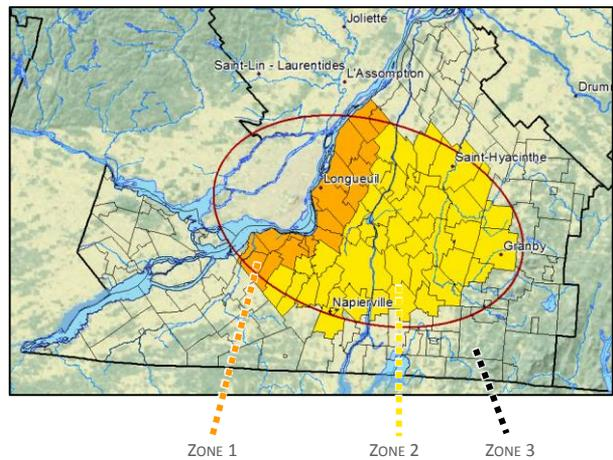 Joliette
Saint-Lin - Laurentides
L'Assomption
Drum
Saint-Hyacinthe
Longueuil
Granby
Napierville
ZONE 1
ZONE 2
ZONE 3